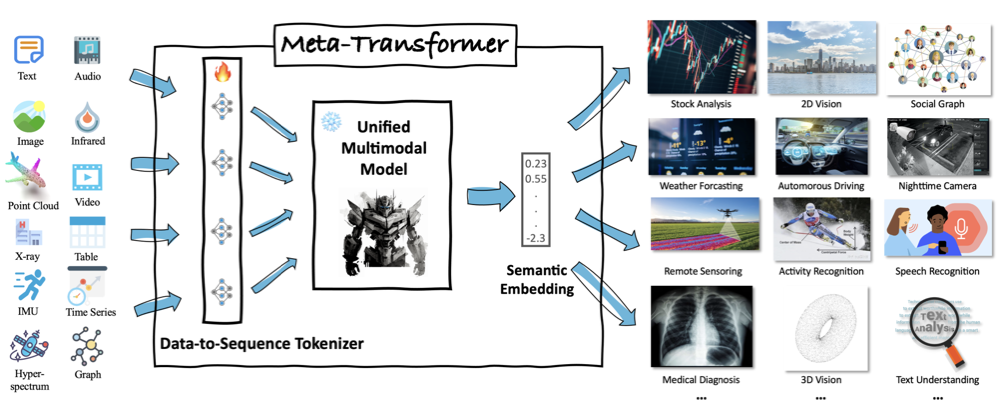 Meta-Transformer
Text
Audio
Image
Infrared
Point Cloud
Video
X-ray
Table
IMU
Time Series
Hyper-
spectrum
Graph
Data-to-Sequence Tokenizer
Unified
Multimodal
Model
0.23
0.55
.
.
.
-2.3
Semantic
Embedding
Stock Analysis
2D Vision
Social Graph
Weather Forcasting
Automorous Driving
Nighttime Camera
Remote Sensoring
Activity Recognition
Speech Recognition
Text
Analysis
Medical Diagnosis
3D Vision
Text Understanding
...
...
...